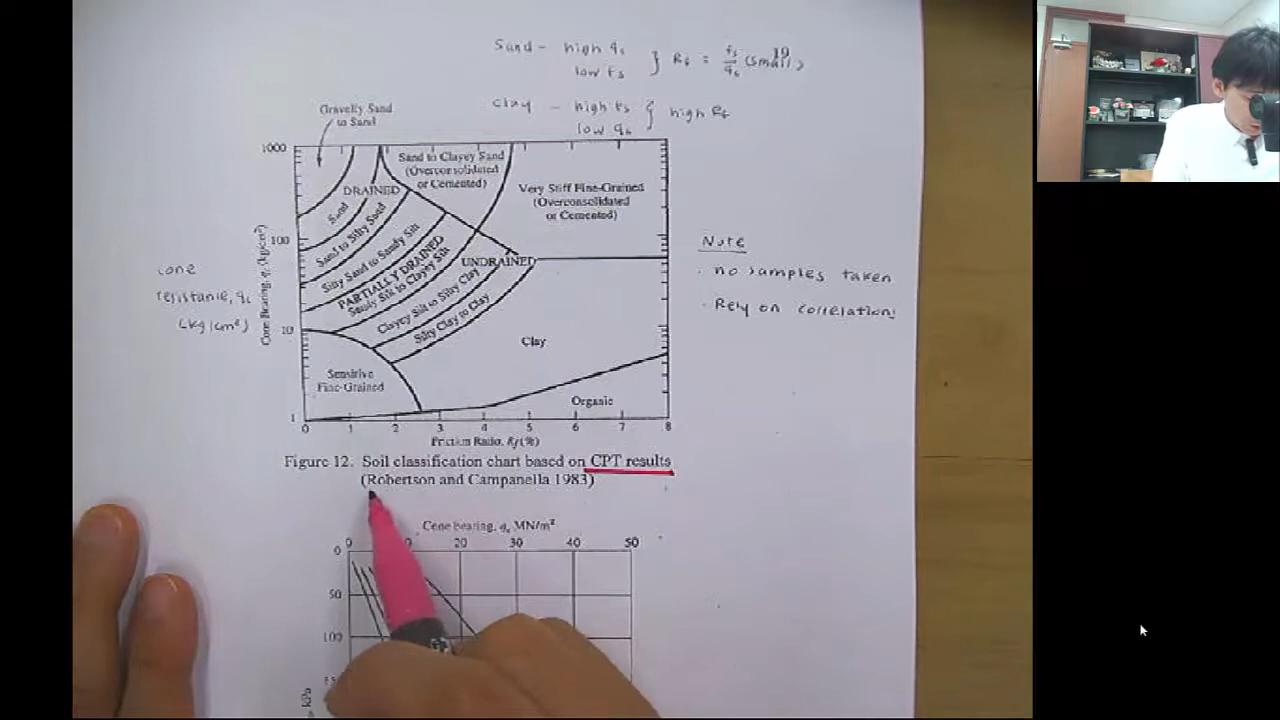 19
Sand - high qc
low fs } Rf = fs/qc (small)
Clay - high fs
low qc } high Rf
Gravelly Sand
to Sand
1000
100
10
1
Cone Bearing, qc (kg/cm²)
cone
resistance, qc
(kg/cm²)
DRAINED
Sand
Sand to Silty Sand
Silty Sand to Sandy Silt
PARTIALLY DRAINED
Sandy Silt to Clayey Silt
UNDRAINED
Clayey Silt to Silty Clay
Silty Clay to Clay
Sand to Clayey Sand
(Overconsolidated
or Cemented)
Very Stiff Fine-Grained
(Overconsolidated
or Cemented)
Clay
Sensitive
Fine-Grained
Organic
0 1 2 3 4 5 6 7 8
Friction Ratio, Rf (%)
Note
· no samples taken
· Rely on correlations
Figure 12. Soil classification chart based on CPT results
(Robertson and Campanella 1983)
Cone bearing, qc MN/m²
0 20 30 40 50
0
50
100
kPa